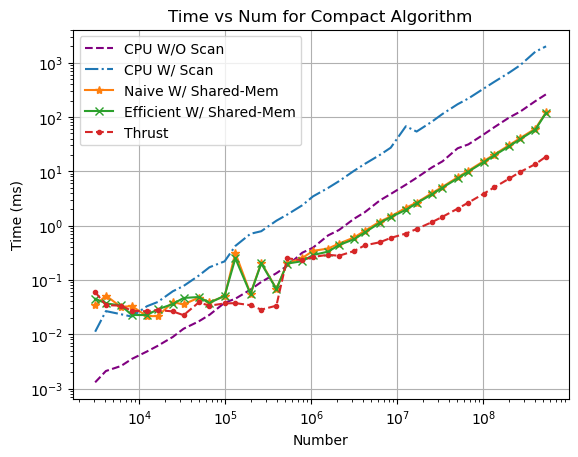 Time vs Num for Compact Algorithm
CPU W/O Scan
CPU W/ Scan
Naive W/ Shared-Mem
Efficient W/ Shared-Mem
Thrust
Time (ms)
10³
10²
10¹
10⁰
10⁻¹
10⁻²
10⁻³
10⁴ 10⁵ 10⁶ 10⁷ 10⁸
Number